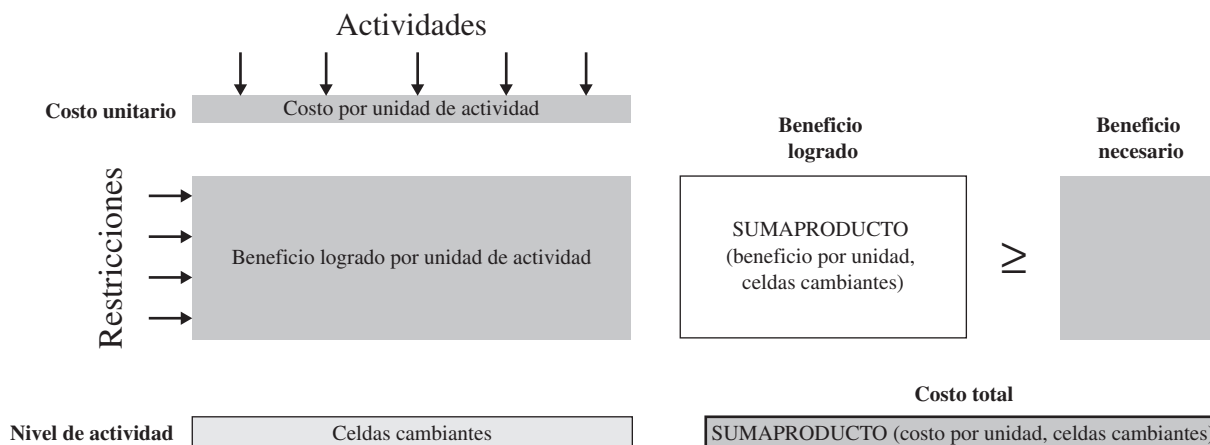 Actividades
Costo unitario
Costo por unidad de actividad
Beneficio
logrado
Beneficio
necesario
Restricciones
Beneficio logrado por unidad de actividad
SUMAPRODUCTO
(beneficio por unidad,
celdas cambiantes)
≥
Costo total
Nivel de actividad
Celdas cambiantes
SUMAPRODUCTO (costo por unidad, celdas cambiantes)